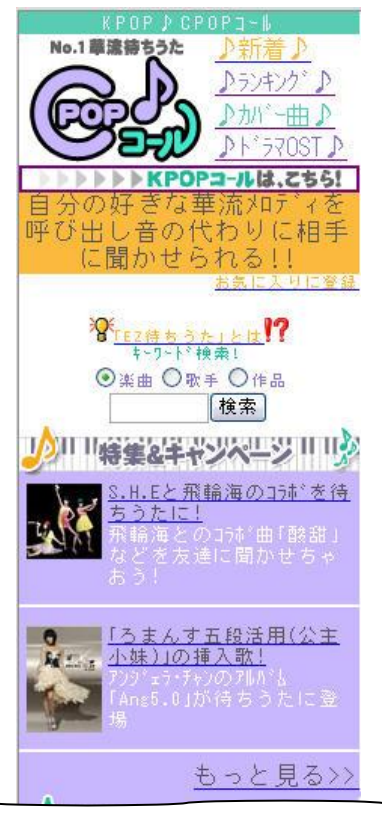 KPOP♪CPOPコール
No.1華流待ちうた
CPOPコール
♪新着♪
♪ﾗﾝｷﾝｸﾞ♪
♪ｶﾊﾞｰ曲♪
♪ﾄﾞﾗﾏOST♪
KPOPコールは、こちら!
自分の好きな華流ﾒﾛﾃﾞｨを
呼び出し音の代わりに相手
に聞かせられる!!
お気に入りに登録
「EZ待ちうた」とは!?
ｷｰﾜｰﾄﾞ検索!
楽曲 歌手 作品
検索
特集&キャンペーン
S.H.Eと飛輪海のｺﾗﾎﾞを待
ちうたに!
飛輪海とのｺﾗﾎﾞ曲「酸甜」
などを友達に聞かせちゃ
おう!
「ろまんす五段活用(公主
小妹)」の挿入歌!
ｱﾝｼﾞｪﾗ・ﾁｬﾝのｱﾙﾊﾞﾑ
「Ang5.0」が待ちうたに登
場
もっと見る>>